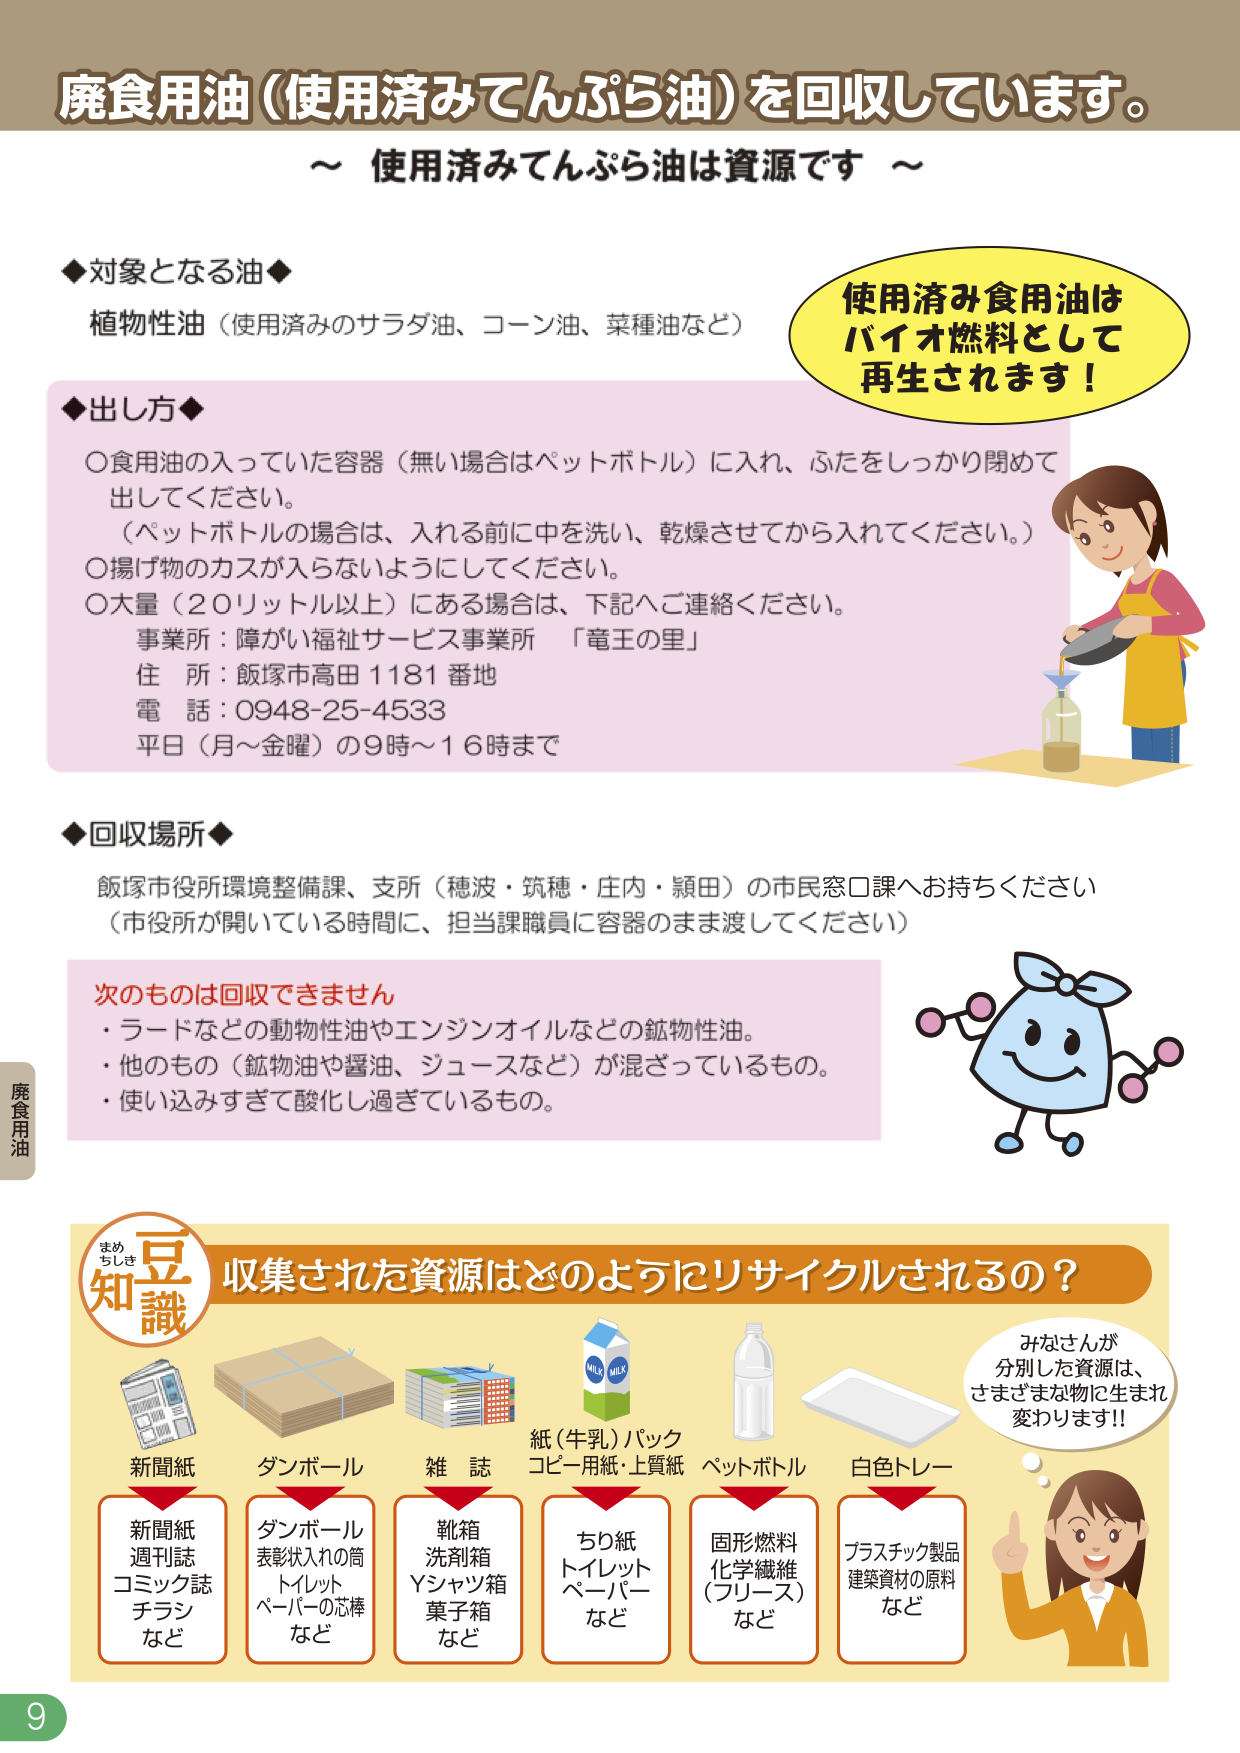 廃食用油（使用済みてんぷら油）を回収しています。
～ 使用済みてんぷら油は資源です ～
◆対象となる油◆
植物性油（使用済みのサラダ油、コーン油、菜種油など）
使用済み食用油は
バイオ燃料として
再生されます！
◆出し方◆
○食用油の入っていた容器（無い場合はペットボトル）に入れ、ふたをしっかり閉めて
出してください。
（ペットボトルの場合は、入れる前に中を洗い、乾燥させてから入れてください。）
○揚げ物のカスが入らないようにしてください。
○大量（２０リットル以上）にある場合は、下記へご連絡ください。
事業所：障がい福祉サービス事業所 「竜王の里」
住 所：飯塚市高田 1181 番地
電 話：0948-25-4533
平日（月～金曜）の９時～１６時まで
◆回収場所◆
飯塚市役所環境整備課、支所（穂波・筑穂・庄内・頴田）の市民窓口課へお持ちください
（市役所が開いている時間に、担当課職員に容器のまま渡してください）
次のものは回収できません
・ラードなどの動物性油やエンジンオイルなどの鉱物性油。
・他のもの（鉱物油や醤油、ジュースなど）が混ざっているもの。
・使い込みすぎて酸化し過ぎているもの。
廃食用油
まめ
ちしき
豆知識
収集された資源はどのようにリサイクルされるの？
みなさんが
分別した資源は、
さまざまな物に生まれ
変わります!!
MILK MILK
新聞紙
ダンボール
雑 誌
紙（牛乳）パック
コピー用紙・上質紙
ペットボトル
白色トレー
新聞紙
週刊誌
コミック誌
チラシ
など
ダンボール
表彰状入れの筒
トイレット
ペーパーの芯棒
など
靴箱
洗剤箱
Yシャツ箱
菓子箱
など
ちり紙
トイレット
ペーパー
など
固形燃料
化学繊維
（フリース）
など
プラスチック製品
建築資材の原料
など
9